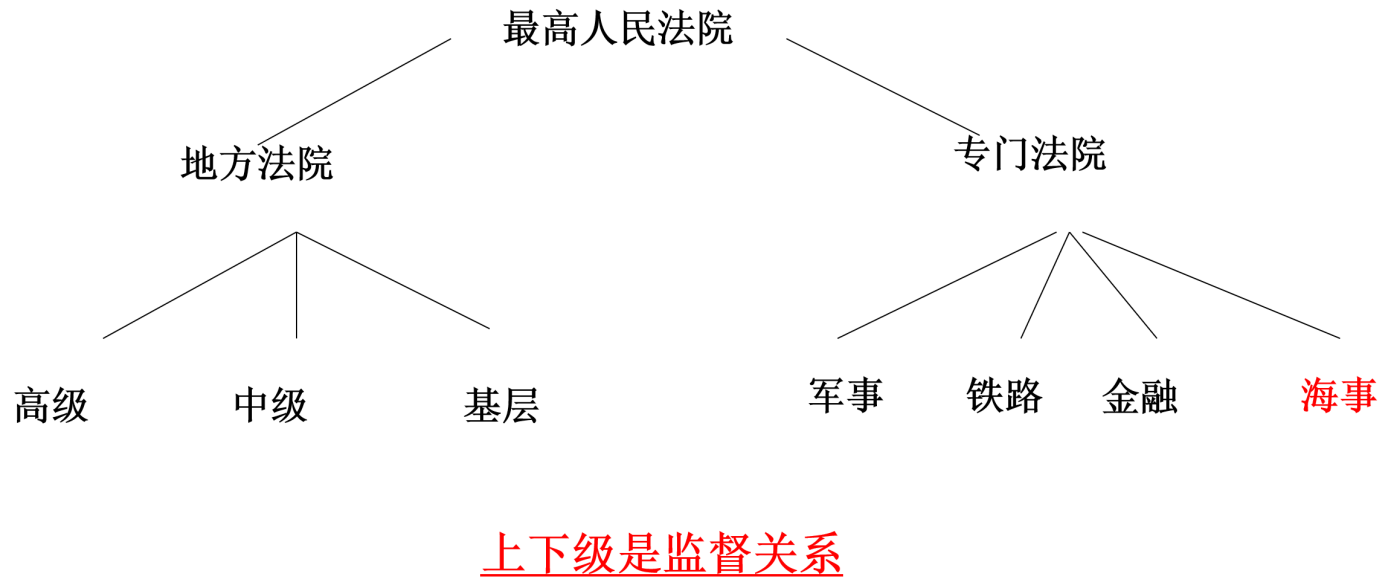 最高人民法院
地方法院
专门法院
高级
中级
基层
军事
铁路
金融
海事
上下级是监督关系